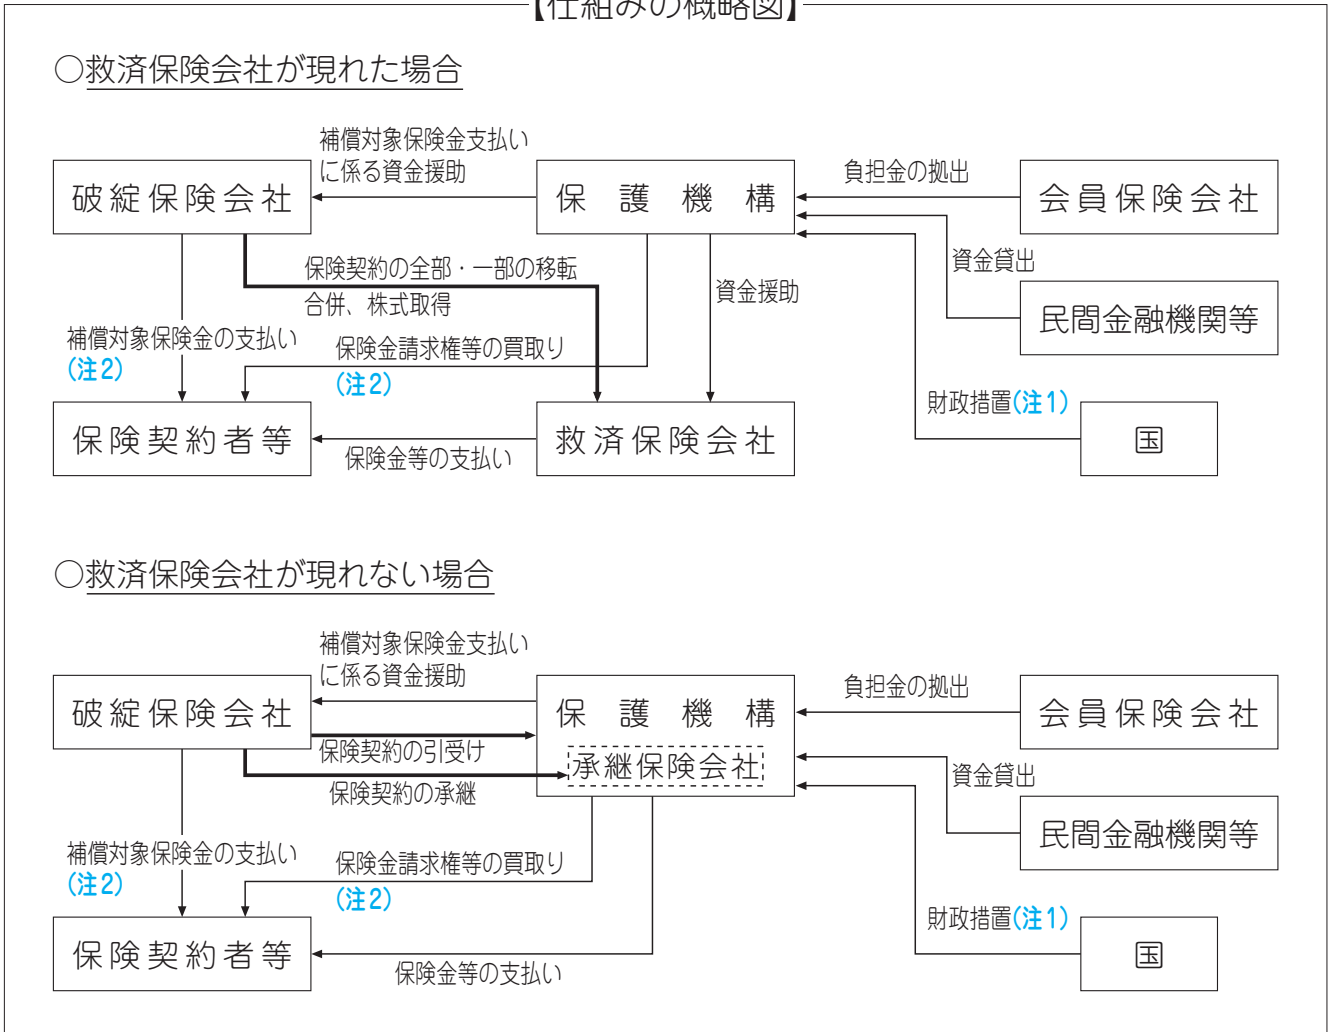 【仕組みの概略図】
○救済保険会社が現れた場合
補償対象保険金支払い
に係る資金援助
破綻保険会社
保護機構
負担金の拠出
会員保険会社
資金貸出
保険契約の全部・一部の移転
合併、株式取得
資金援助
民間金融機関等
補償対象保険金の支払い
(注2)
保険金請求権等の買取り
(注2)
財政措置(注1)
保険契約者等
保険金等の支払い
救済保険会社
国
○救済保険会社が現れない場合
補償対象保険金支払い
に係る資金援助
破綻保険会社
保護機構
負担金の拠出
会員保険会社
保険契約の引受け
承継保険会社
保険契約の承継
資金貸出
民間金融機関等
補償対象保険金の支払い
(注2)
保険金請求権等の買取り
(注2)
財政措置(注1)
保険契約者等
保険金等の支払い
国